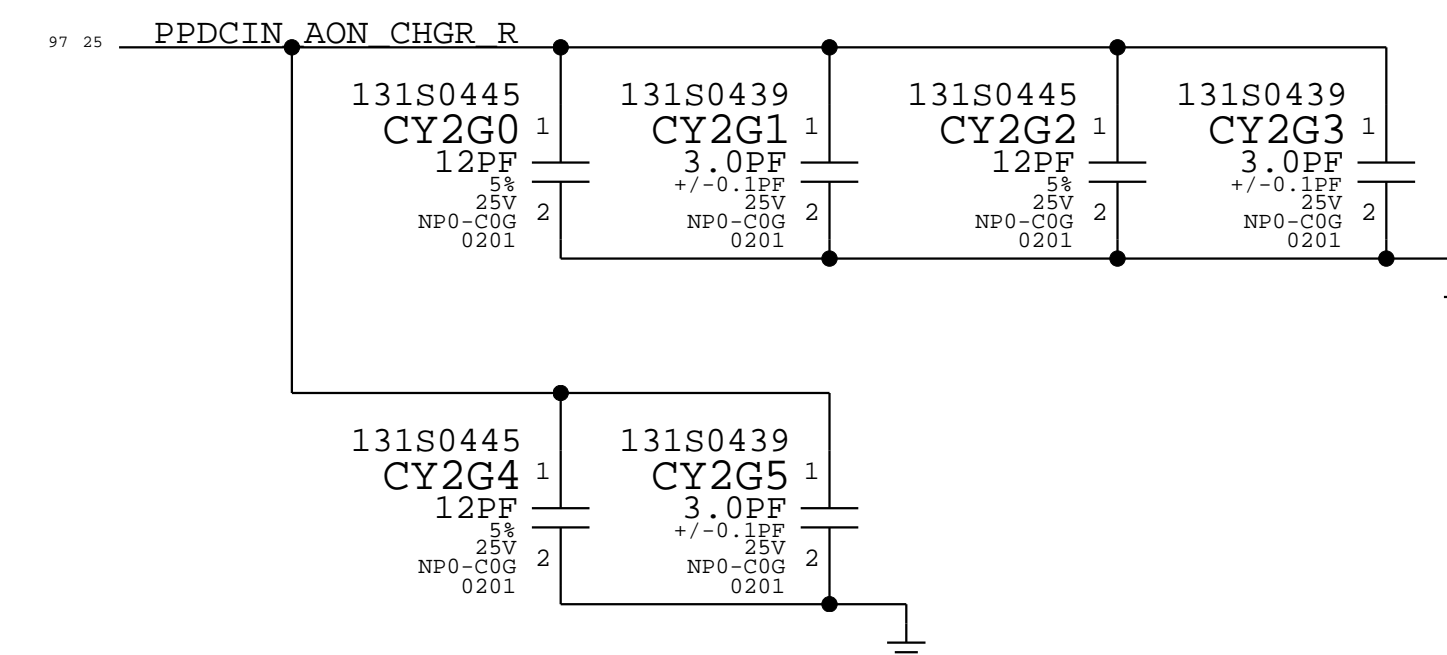 97 25 PPDCIN_AON_CHGR_R
131S0445
CY2G0 1
12PF
5%
25V
NP0-C0G 2
0201
131S0439
CY2G1 1
3.0PF
+/-0.1PF
25V
NP0-C0G 2
0201
131S0445
CY2G2 1
12PF
5%
25V
NP0-C0G 2
0201
131S0439
CY2G3 1
3.0PF
+/-0.1PF
25V
NP0-C0G 2
0201
131S0445
CY2G4 1
12PF
5%
25V
NP0-C0G 2
0201
131S0439
CY2G5 1
3.0PF
+/-0.1PF
25V
NP0-C0G 2
0201